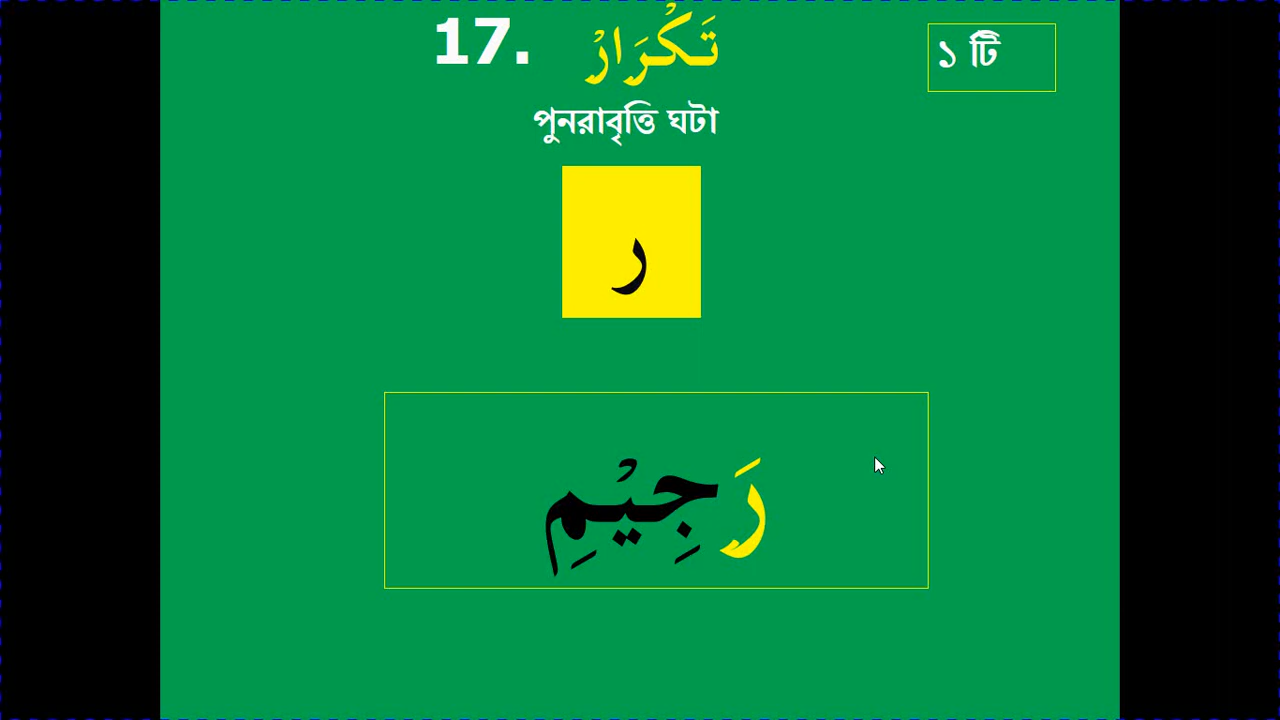 17. تَكْرَارْ
১ টি
পুনরাবৃত্তি ঘটা
ر
رَجِيْمِ